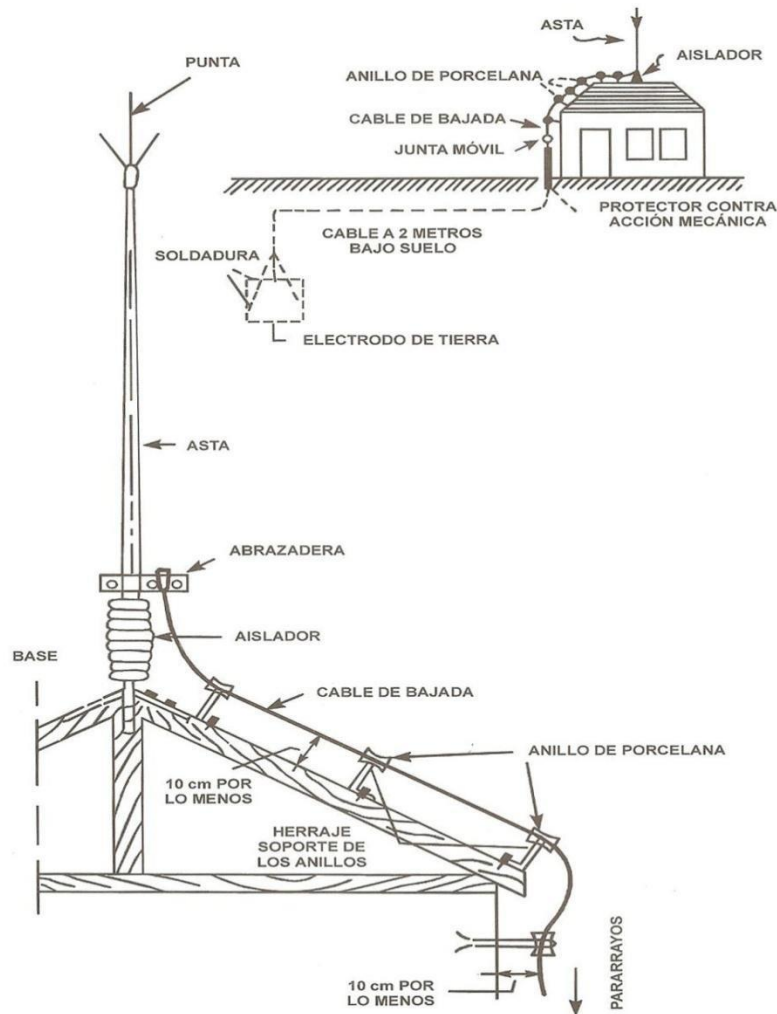 ASTA
PUNTA
AISLADOR
ANILLO DE PORCELANA
CABLE DE BAJADA
JUNTA MÓVIL
PROTECTOR CONTRA
ACCIÓN MECÁNICA
CABLE A 2 METROS
BAJO SUELO
SOLDADURA
ELECTRODO DE TIERRA
ASTA
ABRAZADERA
AISLADOR
BASE
CABLE DE BAJADA
ANILLO DE PORCELANA
10 cm POR
LO MENOS
HERRAJE
SOPORTE DE
LOS ANILLOS
10 cm POR
LO MENOS
PARARRAYOS